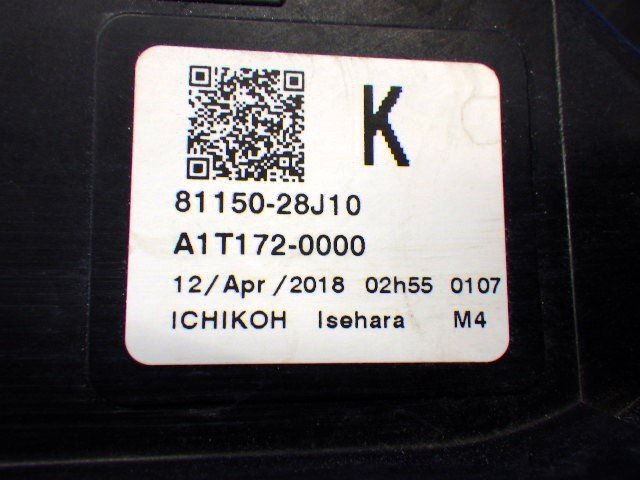 K
81150-28J10
A1T172-0000
12/Apr/2018 02h55 0107
ICHIKOH Isehara M4